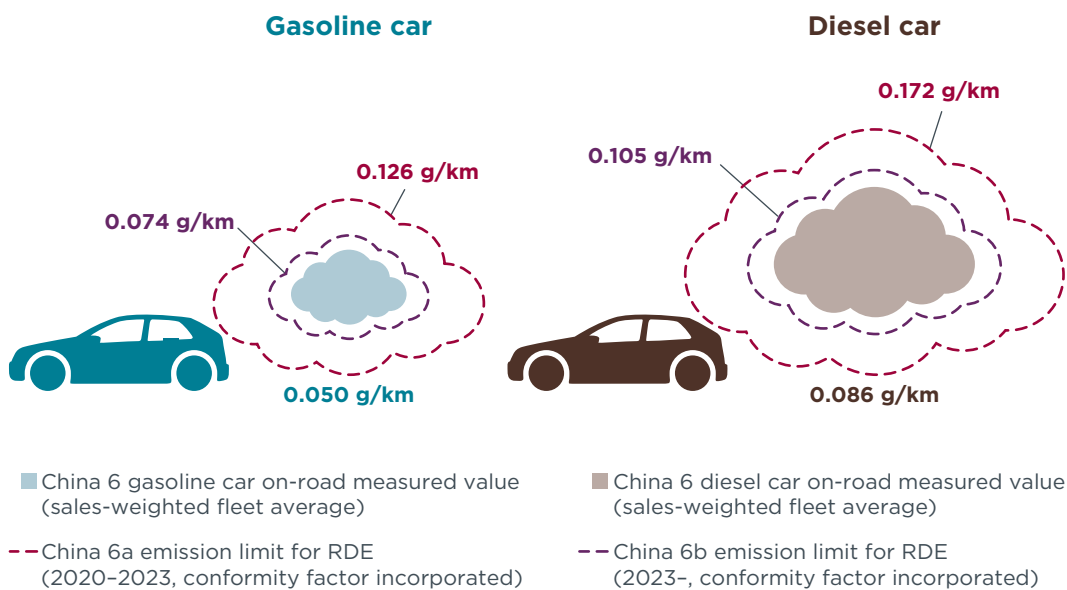 Gasoline car
Diesel car
0.172 g/km
0.105 g/km
0.126 g/km
0.074 g/km
0.050 g/km
0.086 g/km
China 6 gasoline car on-road measured value
(sales-weighted fleet average)
China 6 diesel car on-road measured value
(sales-weighted fleet average)
China 6a emission limit for RDE
(2020–2023, conformity factor incorporated)
China 6b emission limit for RDE
(2023–, conformity factor incorporated)